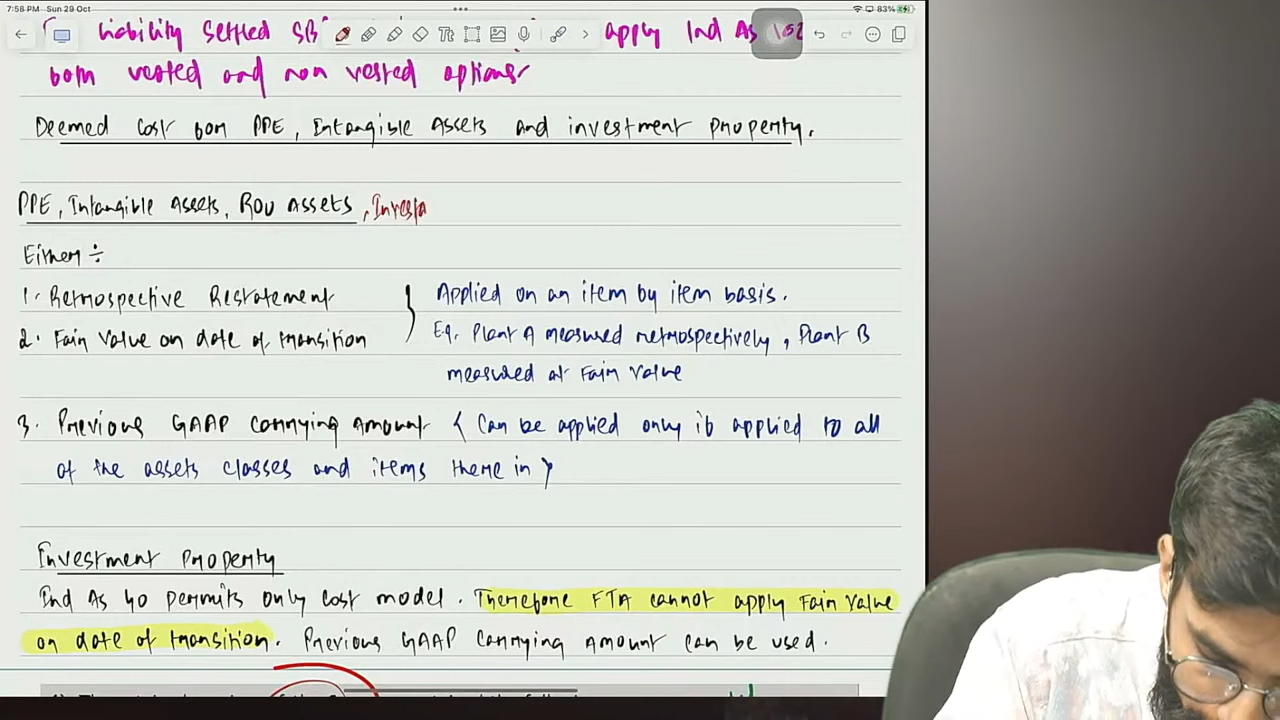 7:58 PM Sun 29 Oct
83%
liability settled
apply Ind As 102
both vested and non vested options
Deemed cost for PPE, Intangible Assets and investment property.
PPE, Intangible Assets, ROU Assets, Investm
Either ÷
1. Retrospective Restatement
Applied on an item by item basis.
2. Fair value on date of transition
Eg. Plant A measured retrospectively, Plant B
measured at Fair value
3. Previous GAAP carrying Amount < Can be applied only if applied to all
of the assets classes and items there in >
Investment Property
Ind As 40 permits only cost model. Therefore FTA cannot apply Fair value
on date of transition. Previous GAAP carrying amount can be used.